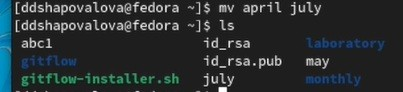 [ddshapovalova@fedora ~]$ mv april july
[ddshapovalova@fedora ~]$ ls
abc1 id_rsa laboratory
gitflow id_rsa.pub may
gitflow-installer.sh july monthly